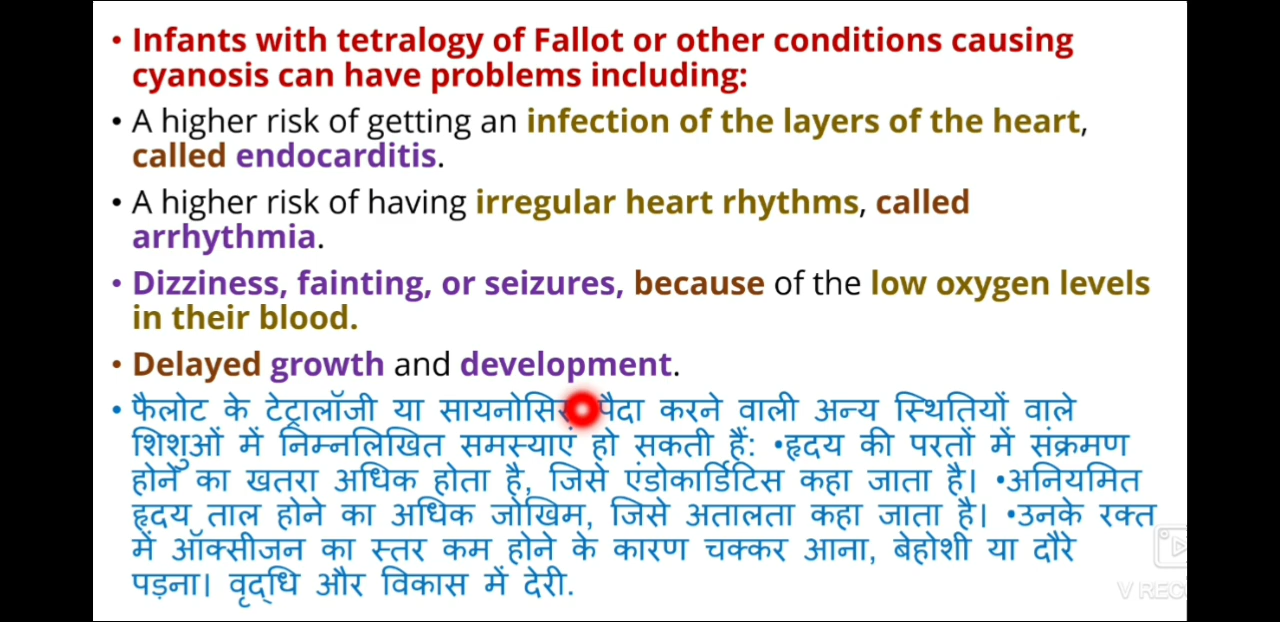 • Infants with tetralogy of Fallot or other conditions causing
cyanosis can have problems including:
• A higher risk of getting an infection of the layers of the heart,
called endocarditis.
• A higher risk of having irregular heart rhythms, called
arrhythmia.
• Dizziness, fainting, or seizures, because of the low oxygen levels
in their blood.
• Delayed growth and development.
• फैलोट के टेट्रालॉजी या पैदा करने वाली अन्य स्थितियों वाले
शिशुओं में निम्नलिखित समस्याएं हो सकती हैं: •हृदय की परतों में संक्रमण
होने का खतरा अधिक होता है, जिसे एंडोकार्डिटिस कहा जाता है। •अनियमित
हृदय ताल होने का अधिक जोखिम, जिसे अतालता कहा जाता है। •उनके रक्त
में ऑक्सीजन का स्तर कम होने के कारण चक्कर आना, बेहोशी या दौरे
पड़ना। वृद्धि और विकास में देरी.